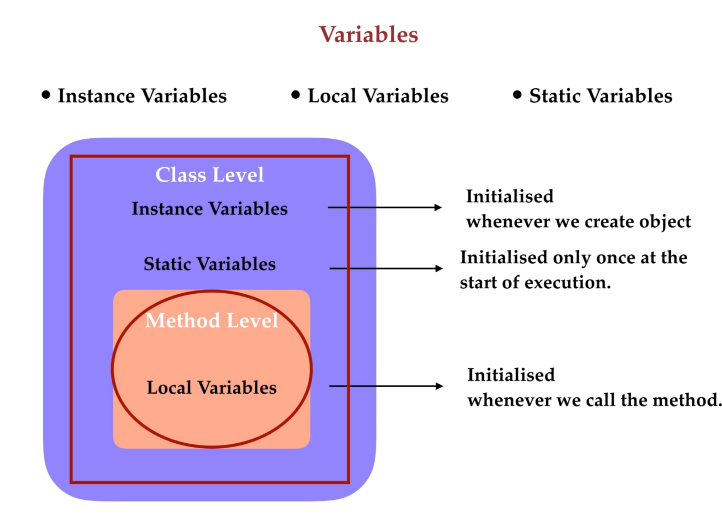 Variables
• Instance Variables
• Local Variables
• Static Variables
Class Level
Instance Variables
Initialised
whenever we create object
Static Variables
Initialised only once at the
start of execution.
Method Level
Local Variables
Initialised
whenever we call the method.